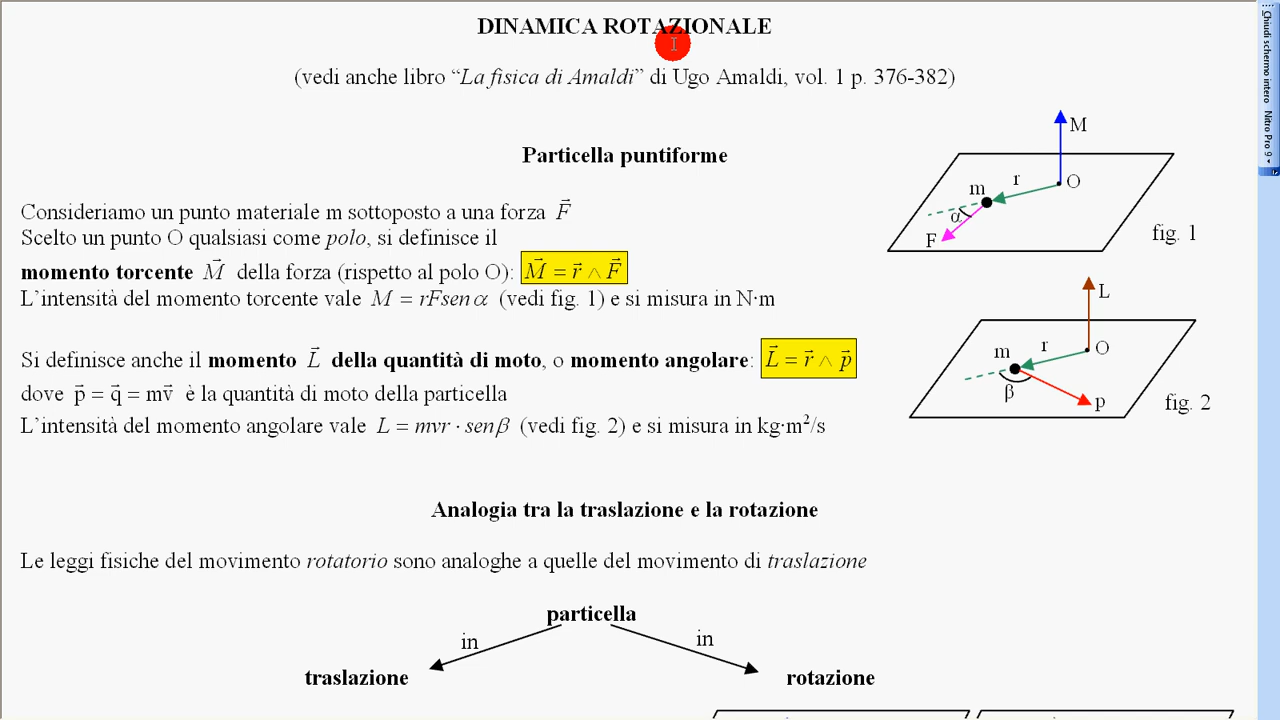 DINAMICA ROTAZIONALE
(vedi anche libro “La fisica di Amaldi” di Ugo Amaldi, vol. 1 p. 376-382)
Particella puntiforme
Consideriamo un punto materiale m sottoposto a una forza F⃗
Scelto un punto O qualsiasi come polo, si definisce il
momento torcente M⃗ della forza (rispetto al polo O): M⃗ = r⃗ ∧ F⃗
L’intensità del momento torcente vale M = rFsenα (vedi fig. 1) e si misura in N·m
M
r
O
m
α
F
fig. 1
Si definisce anche il momento L⃗ della quantità di moto, o momento angolare: L⃗ = r⃗ ∧ p⃗
dove p⃗ = q⃗ = mv⃗ è la quantità di moto della particella
L’intensità del momento angolare vale L = mvr · senβ (vedi fig. 2) e si misura in kg·m²/s
L
r
O
m
β
p
fig. 2
Analogia tra la traslazione e la rotazione
Le leggi fisiche del movimento rotatorio sono analoghe a quelle del movimento di traslazione
particella
in
in
traslazione
rotazione
Chiudi schermo intero
Nitro Pro 9